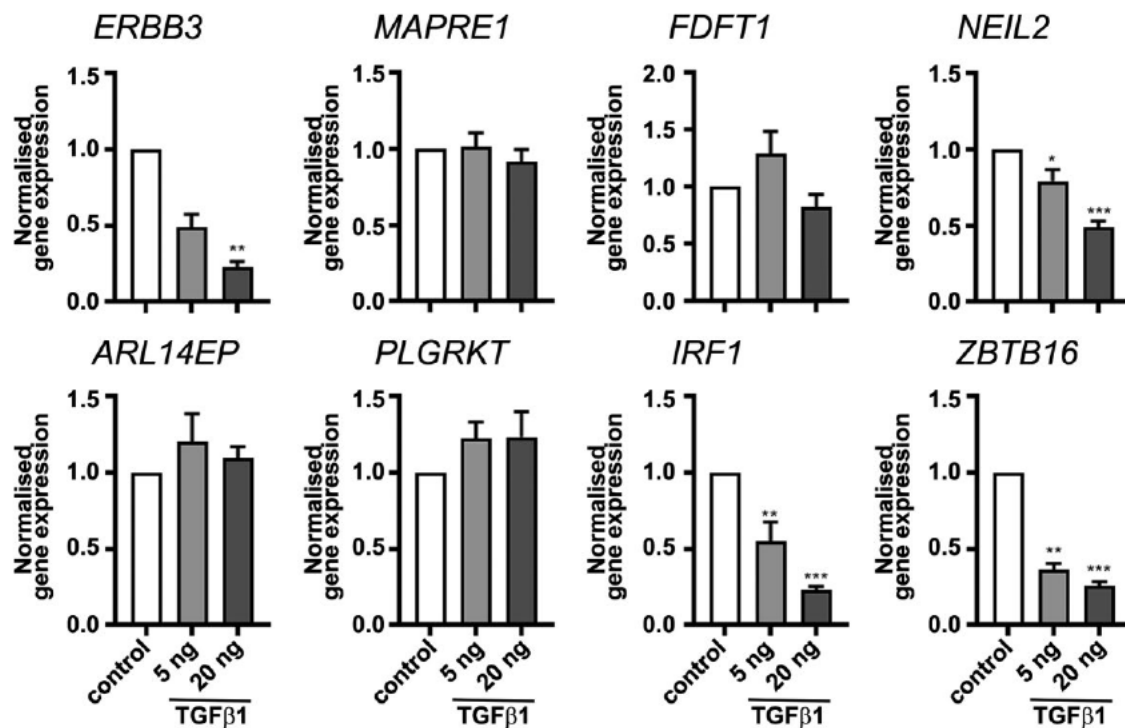 ERBB3 MAPRE1 FDFT1 NEIL2
Normalised gene expression
1.5
1.0
0.5
0.0
**
Normalised gene expression
1.5
1.0
0.5
0.0
Normalised gene expression
2.0
1.5
1.0
0.5
0.0
Normalised gene expression
1.5
1.0
0.5
0.0
*
***
ARL14EP PLGRKT IRF1 ZBTB16
Normalised gene expression
1.5
1.0
0.5
0.0
control
5 ng
20 ng
TGFβ1
Normalised gene expression
1.5
1.0
0.5
0.0
control
5 ng
20 ng
TGFβ1
Normalised gene expression
1.5
1.0
0.5
0.0
**
***
control
5 ng
20 ng
TGFβ1
Normalised gene expression
1.5
1.0
0.5
0.0
**
***
control
5 ng
20 ng
TGFβ1